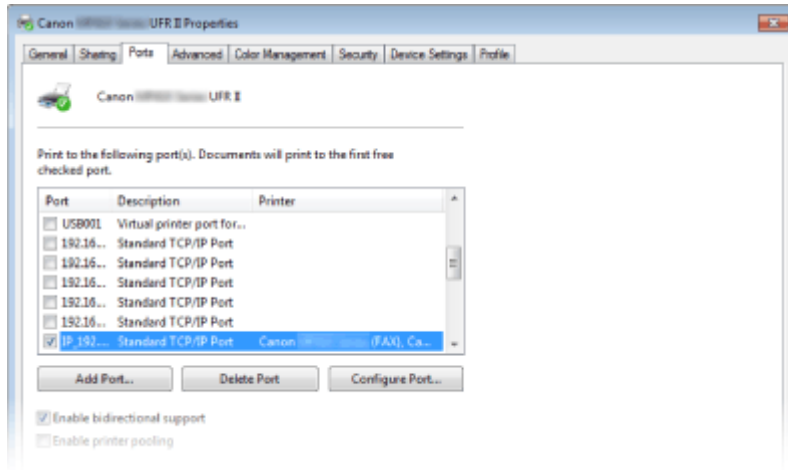 Canon UFR II Properties
General Sharing Ports Advanced Color Management Security Device Settings Profile
Canon UFR II
Print to the following port(s). Documents will print to the first free
checked port.
Port Description Printer
USB001 Virtual printer port for...
192.16... Standard TCP/IP Port
192.16... Standard TCP/IP Port
192.16... Standard TCP/IP Port
192.16... Standard TCP/IP Port
192.16... Standard TCP/IP Port
IP_192.... Standard TCP/IP Port Canon (FAX), Ca...
Add Port... Delete Port Configure Port...
Enable bidirectional support
Enable printer pooling